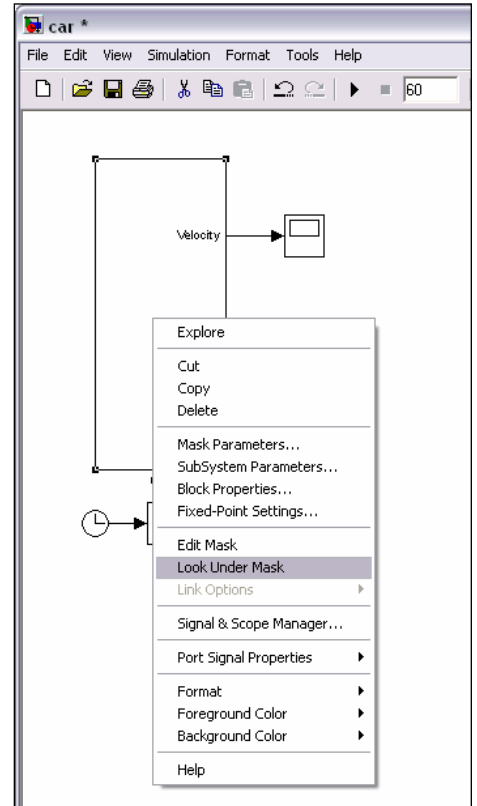 car *
File Edit View Simulation Format Tools Help
60
Velocity
Explore
Cut
Copy
Delete
Mask Parameters...
SubSystem Parameters...
Block Properties...
Fixed-Point Settings...
Edit Mask
Look Under Mask
Link Options
Signal & Scope Manager...
Port Signal Properties
Format
Foreground Color
Background Color
Help